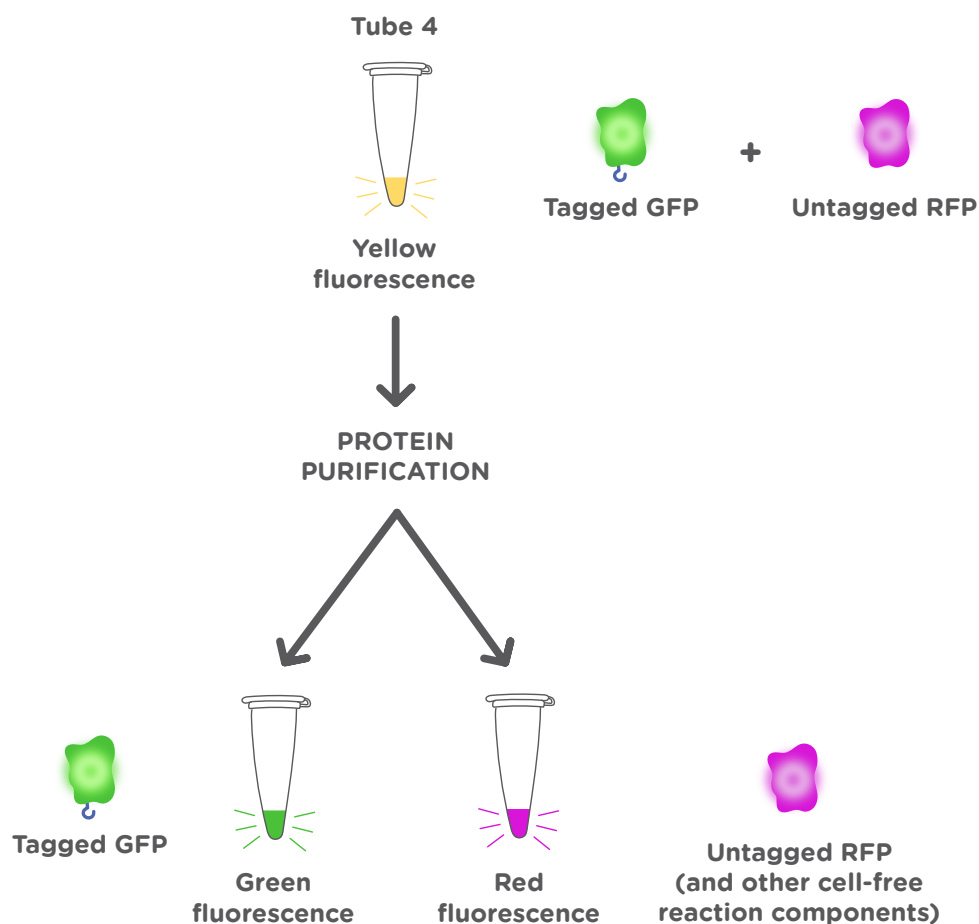 Tube 4
+
Tagged GFP
Untagged RFP
Yellow
fluorescence
PROTEIN
PURIFICATION
Tagged GFP
Green
fluorescence
Red
fluorescence
Untagged RFP
(and other cell-free
reaction components)